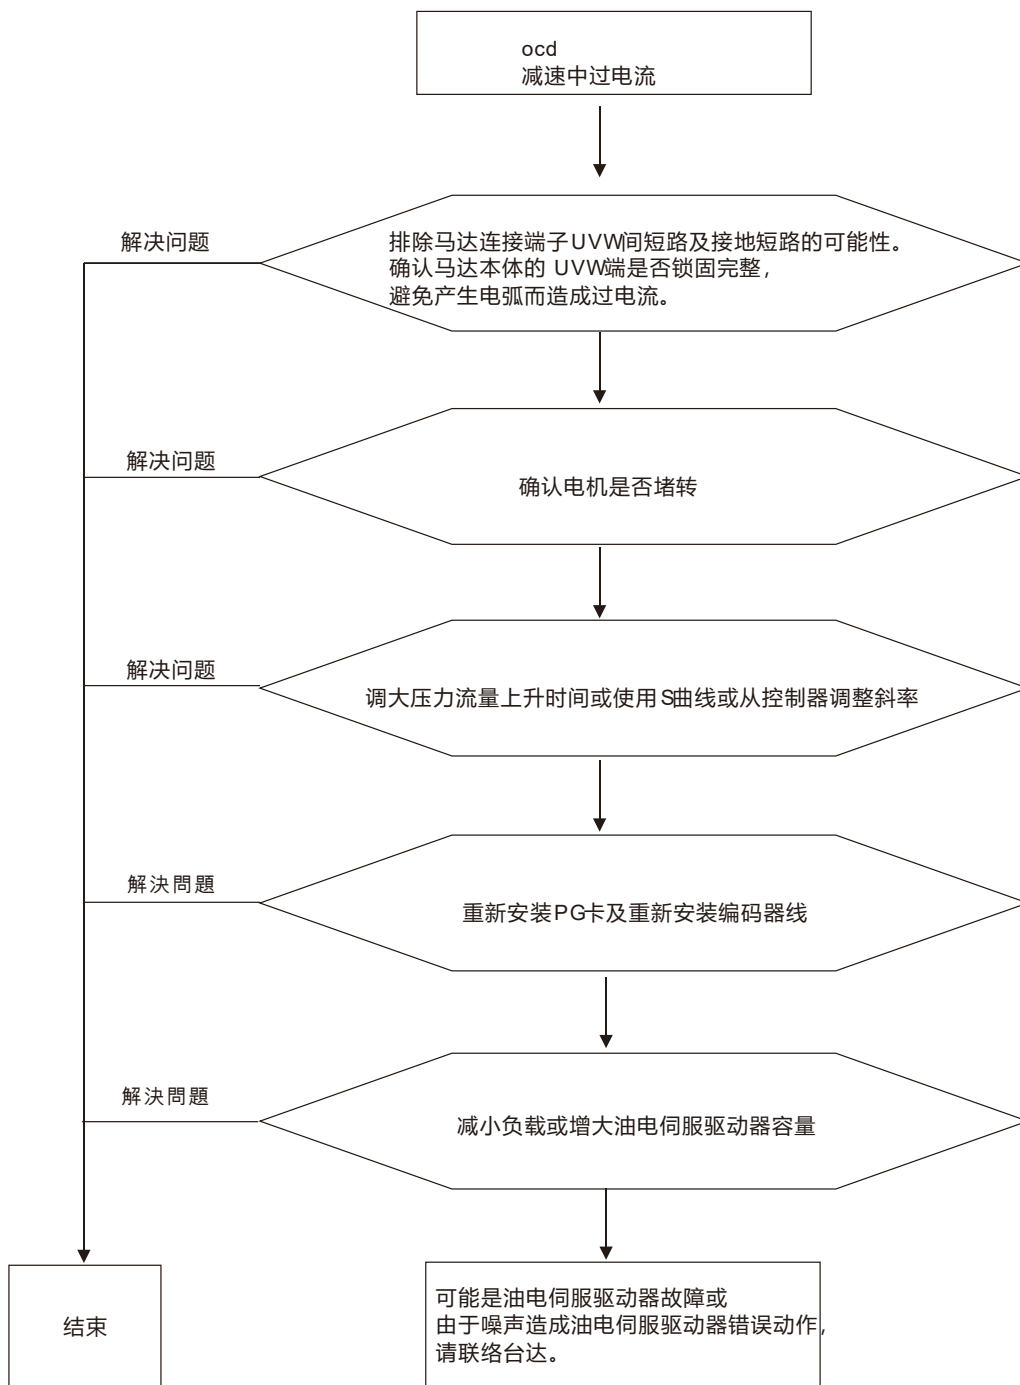 ocd
减速中过电流
解决问题
排除马达连接端子UVW间短路及接地短路的可能性。
确认马达本体的 UVW端是否锁固完整,
避免产生电弧而造成过电流。
解决问题
确认电机是否堵转
解决问题
调大压力流量上升时间或使用S曲线或从控制器调整斜率
解決問題
重新安装PG卡及重新安装编码器线
解決問題
减小负载或增大油电伺服驱动器容量
结束
可能是油电伺服驱动器故障或
由于噪声造成油电伺服驱动器错误动作,
请联络台达。